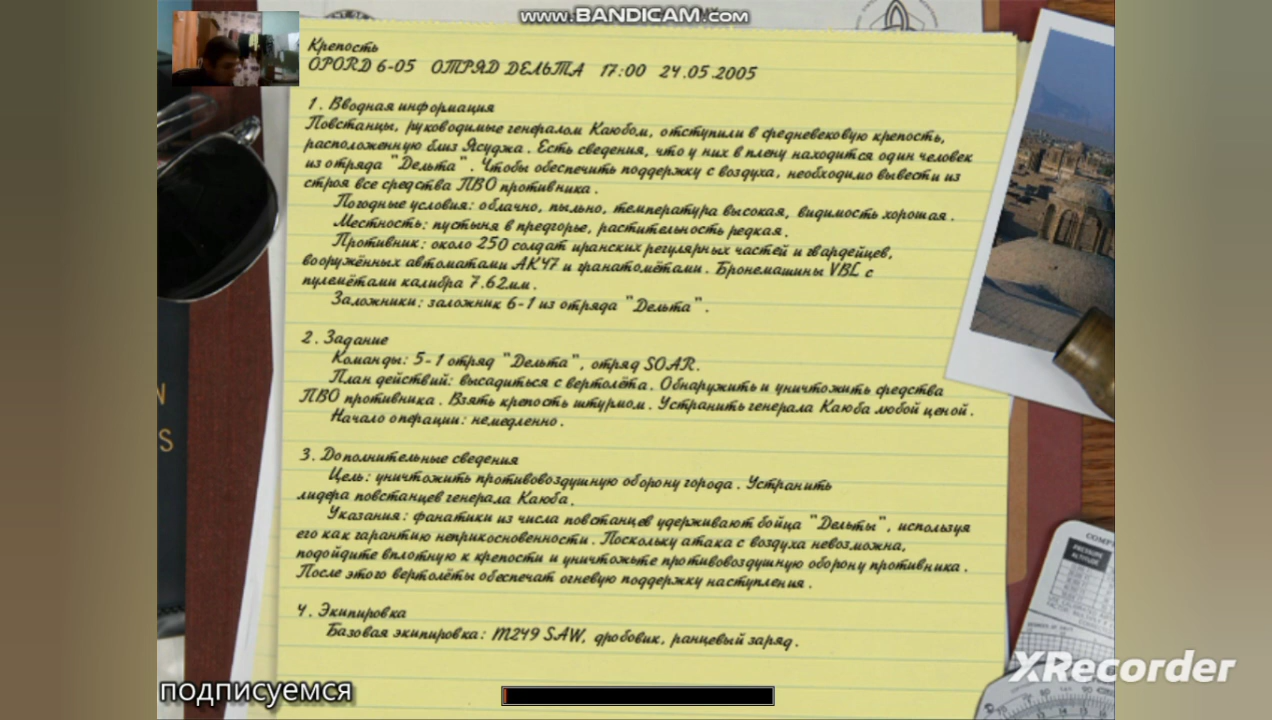 www.BANDICAM.com
Крепость
OPORD 6-05 ОТРЯД ДЕЛЬТА 17:00 24.05.2005
1. Вводная информация
Повстанцы, руководимые генералом Каюбом, отступили в средневековую крепость,
расположенную близ Ясуджа. Есть сведения, что у них в плену находится один человек
из отряда "Дельта". Чтобы обеспечить поддержку с воздуха, необходимо вывести из
строя все средства ПВО противника.
Погодные условия: облачно, пыльно, температура высокая, видимость хорошая.
Местность: пустыня в предгорье, растительность редкая.
Противник: около 250 солдат иранских регулярных частей и гвардейцев,
вооружённых автоматами АК47 и гранатомётами. Бронемашины VBL с
пулемётами калибра 7.62мм.
Заложники: заложник 6-1 из отряда "Дельта".
2. Задание
Команды: 5-1 отряд "Дельта", отряд SOAR.
План действий: высадиться с вертолёта. Обнаружить и уничтожить средства
ПВО противника. Взять крепость штурмом. Устранить генерала Каюба любой ценой.
Начало операции: немедленно.
3. Дополнительные сведения
Цель: уничтожить противовоздушную оборону города. Устранить
лидера повстанцев генерала Каюба.
Указания: фанатики из числа повстанцев удерживают бойца "Дельты", используя
его как гарантию неприкосновенности. Поскольку атака с воздуха невозможна,
подойдите вплотную к крепости и уничтожьте противовоздушную оборону противника.
После этого вертолёты обеспечат огневую поддержку наступления.
4. Экипировка
Базовая экипировка: M249 SAW, дробовик, ранцевый заряд.
PRESSURE
ALTITUDE
подписуемся
XRecorder